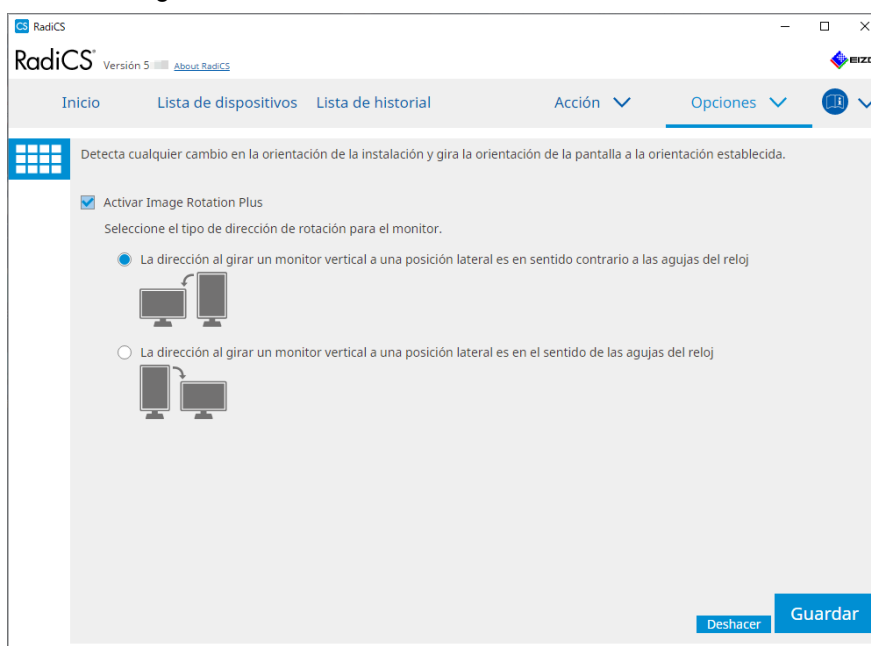 CS RadiCS
RadiCS® Versión 5 About RadiCS
Inicio Lista de dispositivos Lista de historial Acción Opciones
Detecta cualquier cambio en la orientación de la instalación y gira la orientación de la pantalla a la orientación establecida.
Activar Image Rotation Plus
Seleccione el tipo de dirección de rotación para el monitor.
La dirección al girar un monitor vertical a una posición lateral es en sentido contrario a las agujas del reloj
La dirección al girar un monitor vertical a una posición lateral es en el sentido de las agujas del reloj
Deshacer Guardar